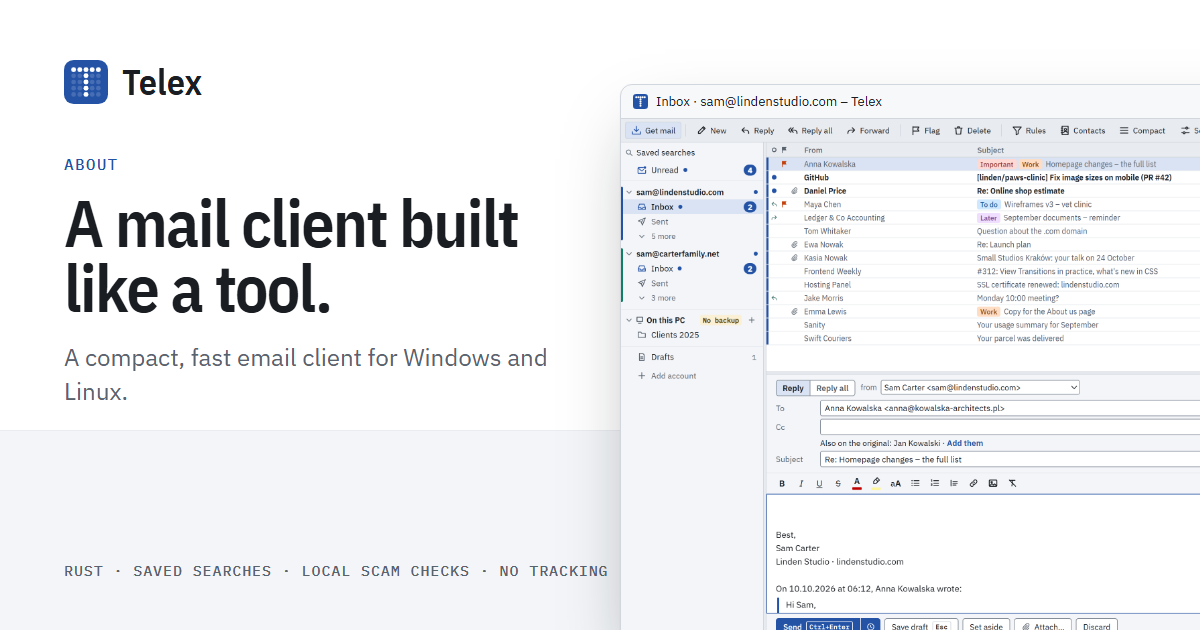 Telex
ABOUT
A mail client built
like a tool.
A compact, fast email client for Windows and
Linux.
RUST · SAVED SEARCHES · LOCAL SCAM CHECKS · NO TRACKING
Inbox · sam@lindenstudio.com – Telex
Get mail New Reply Reply all Forward Flag Delete Rules Contacts Compact
Saved searches
Unread 4
sam@lindenstudio.com
Inbox 2
Sent
5 more
sam@carterfamily.net
Inbox 2
Sent
3 more
On this PC No backup
Clients 2025
Drafts 1
Add account
From Subject
Anna Kowalska Important Work Homepage changes – the full list
GitHub [linden/paws-clinic] Fix image sizes on mobile (PR #42)
Daniel Price Re: Online shop estimate
Maya Chen To do Wireframes v3 – vet clinic
Ledger & Co Accounting Later September documents – reminder
Tom Whitaker Question about the .com domain
Ewa Nowak Re: Launch plan
Kasia Nowak Small Studios Kraków: your talk on 24 October
Frontend Weekly #312: View Transitions in practice, what's new in CSS
Hosting Panel SSL certificate renewed: lindenstudio.com
Jake Morris Monday 10:00 meeting?
Emma Lewis Work Copy for the About us page
Sanity Your usage summary for September
Swift Couriers Your parcel was delivered
Reply Reply all from Sam Carter <sam@lindenstudio.com>
To Anna Kowalska <anna@kowalska-architects.pl>
Cc
Also on the original: Jan Kowalski · Add them
Subject Re: Homepage changes – the full list
B I U S A aA
Best,
Sam Carter
Linden Studio · lindenstudio.com
On 10.10.2026 at 06:12, Anna Kowalska wrote:
Hi Sam,
Send Ctrl+Enter Save draft Esc Set aside Attach... Discard